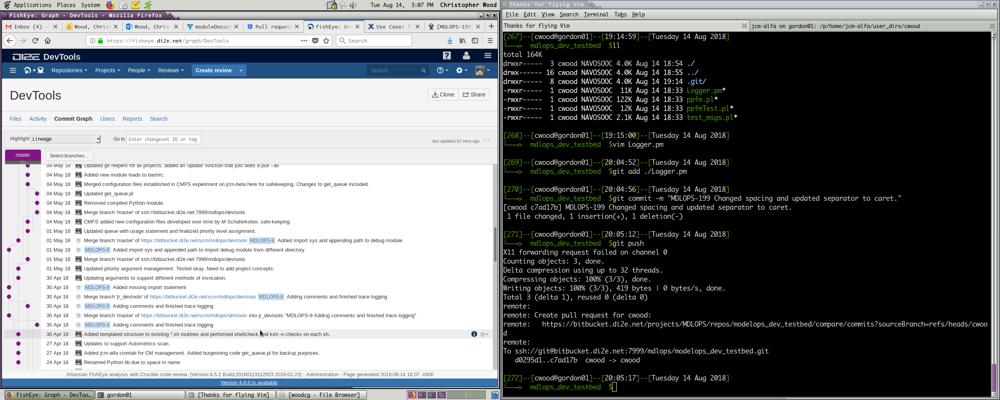 Applications Places System Tue Aug 14, 3:07 PM Christopher Wood
FishEye: Graph - DevTools - Mozilla Firefox
Inbox (4) - Wood, Chris Wood, Chris moduleDocume Pull request FishEye: Gr Use Case: Tr [MDLOPS-199]
https://fisheye.di2e.net/graph/DevTools Search
DI2E DevTools
Repositories Projects People Reviews Create review Search
DevTools
Clone Share
Files Activity Commit Graph Users Reports Search
Highlight Lineage Go to Enter changeset ID or tag last updated 52 mins ago
master Select branches…
04 May 18 Updated git helpers for all projects, added an 'update' function that just does a pull --all
04 May 18 Added new module loads to bashrc.
04 May 18 Merged configuration files established in CMFS experiment on jcm-beta here for safekeeping. Changes to get_queue included.
04 May 18 Updated get_queue.pl
04 May 18 Removed compiled Python module.
04 May 18 Merge branch 'master' of ssh://bitbucket.di2e.net:7999/mdlops/devtools
04 May 18 CMFS added new configuration files developed over time by M Schaferkotter, safe-keeping.
01 May 18 Updated queue with usage statement and finalized priority level assignment.
01 May 18 Merge branch 'master' of https://bitbucket.di2e.net/scm/mdlops/devtools MDLOPS-9 Added import sys and appending path to debug module
01 May 18 MDLOPS-9 Added import sys and appended path to import debug module from different directory
01 May 18 Merge branch 'master' of ssh://bitbucket.di2e.net:7999/mdlops/devtools
01 May 18 Updated priority argument management. Tested okay. Need to add project concepts.
30 Apr 18 Updating arguments to support different methods of invocation.
30 Apr 18 MDLOPS-9 Added missing import statement
30 Apr 18 Merge branch 'jr_devtools' of https://bitbucket.di2e.net/scm/mdlops/devtools MDLOPS-9 Adding comments and finished trace logging
30 Apr 18 MDLOPS-9 Adding comments and finished trace logging
30 Apr 18 Merge branch 'master' of https://bitbucket.di2e.net/scm/mdlops/devtools into jr_devtools "MDLOPS-9 Adding comments and finished trace logging"
30 Apr 18 MDLOPS-9 Adding comments and finished trace logging
30 Apr 18 Added templated structure to existing *.sh routines and performed shellcheck and ksh -n checks on each sh.
27 Apr 18 Updates to support Autometrics scan.
27 Apr 18 Added jcm-alfa crontab for CM management. Added burgeoning code get_queue.pl for backup purposes.
24 Apr 18 Renamed Python lib due to space in name
Atlassian FishEye analysis with Crucible code review. (Version:4.5.2 Build:20180123112923 2018-01-23) - Administration - Page generated 2018-08-14 16:07 -0400
Version 4.6.0 is available.
FishEye: Graph - DevToo... gordon01 [Thanks for flying Vim] [woodcg - File Browser]
Thanks for flying Vim
File Edit View Search Terminal Tabs Help
Thanks for flying Vim jcm-alfa on gordon01: /p/home/jcm-alfa/user_dirs/cwood
[267]--[cwood@gordon01]--[19:14:59]--[Tuesday 14 Aug 2018]
└──> mdlops_dev_testbed $ll
total 164K
drwxr----- 3 cwood NAVOSOOC 4.0K Aug 14 18:54 ./
drwx------ 16 cwood NAVOSOOC 4.0K Aug 14 18:55 ../
drwxr----- 8 cwood NAVOSOOC 4.0K Aug 14 19:14 .git/
-rwxr----- 1 cwood NAVOSOOC 11K Aug 14 18:33 Logger.pm*
-rwxr----- 1 cwood NAVOSOOC 122K Aug 14 18:33 ppfm.pl*
-rwxr----- 1 cwood NAVOSOOC 12K Aug 14 18:33 ppfmTest.pl*
-rwxr----- 1 cwood NAVOSOOC 2.1K Aug 14 18:33 test_msgs.pl*
[268]--[cwood@gordon01]--[19:15:00]--[Tuesday 14 Aug 2018]
└──> mdlops_dev_testbed $vim Logger.pm
[269]--[cwood@gordon01]--[20:04:52]--[Tuesday 14 Aug 2018]
└──> mdlops_dev_testbed $git add ./Logger.pm
[270]--[cwood@gordon01]--[20:04:56]--[Tuesday 14 Aug 2018]
└──> mdlops_dev_testbed $git commit -m "MDLOPS-199 Changed spacing and updated separator to caret."
[cwood c7ad17b] MDLOPS-199 Changed spacing and updated separator to caret.
1 file changed, 1 insertion(+), 1 deletion(-)
[271]--[cwood@gordon01]--[20:05:12]--[Tuesday 14 Aug 2018]
└──> mdlops_dev_testbed $git push
X11 forwarding request failed on channel 0
Counting objects: 3, done.
Delta compression using up to 32 threads.
Compressing objects: 100% (3/3), done.
Writing objects: 100% (3/3), 419 bytes | 0 bytes/s, done.
Total 3 (delta 1), reused 0 (delta 0)
remote:
remote: Create pull request for cwood:
remote: https://bitbucket.di2e.net/projects/MDLOPS/repos/modelops_dev_testbed/compare/commits?sourceBranch=refs/heads/cwoo
d
remote:
To ssh://git@bitbucket.di2e.net:7999/mdlops/modelops_dev_testbed.git
d0295d1..c7ad17b cwood -> cwood
[272]--[cwood@gordon01]--[20:05:17]--[Tuesday 14 Aug 2018]
└──> mdlops_dev_testbed $